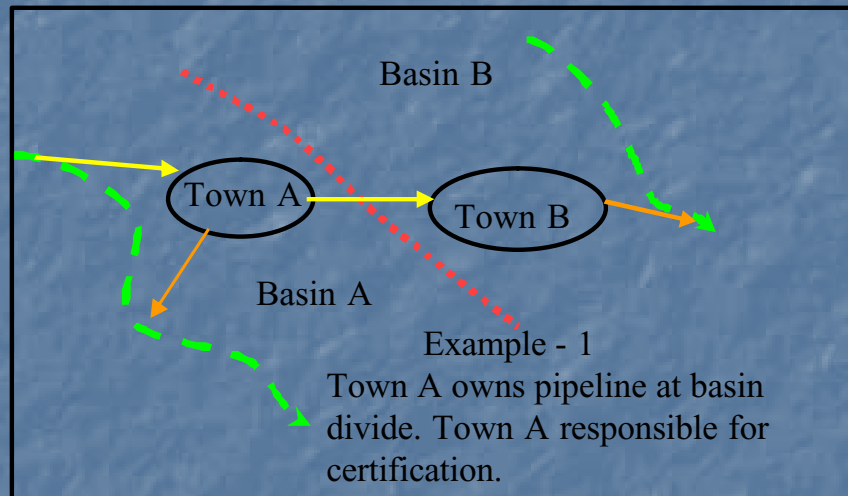 Basin B
Town A
Town B
Basin A
Example - 1
Town A owns pipeline at basin
divide. Town A responsible for
certification.